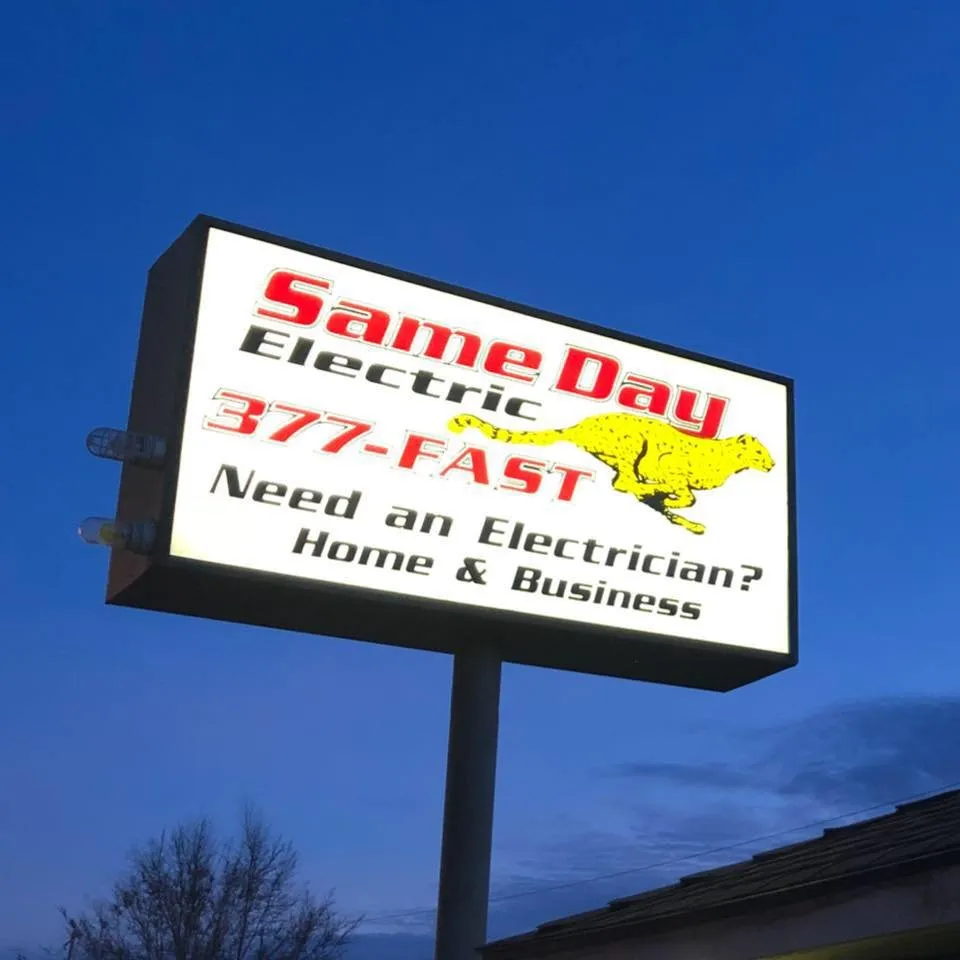 Same Day
Electric
377-FAST
Need an Electrician?
Home & Business